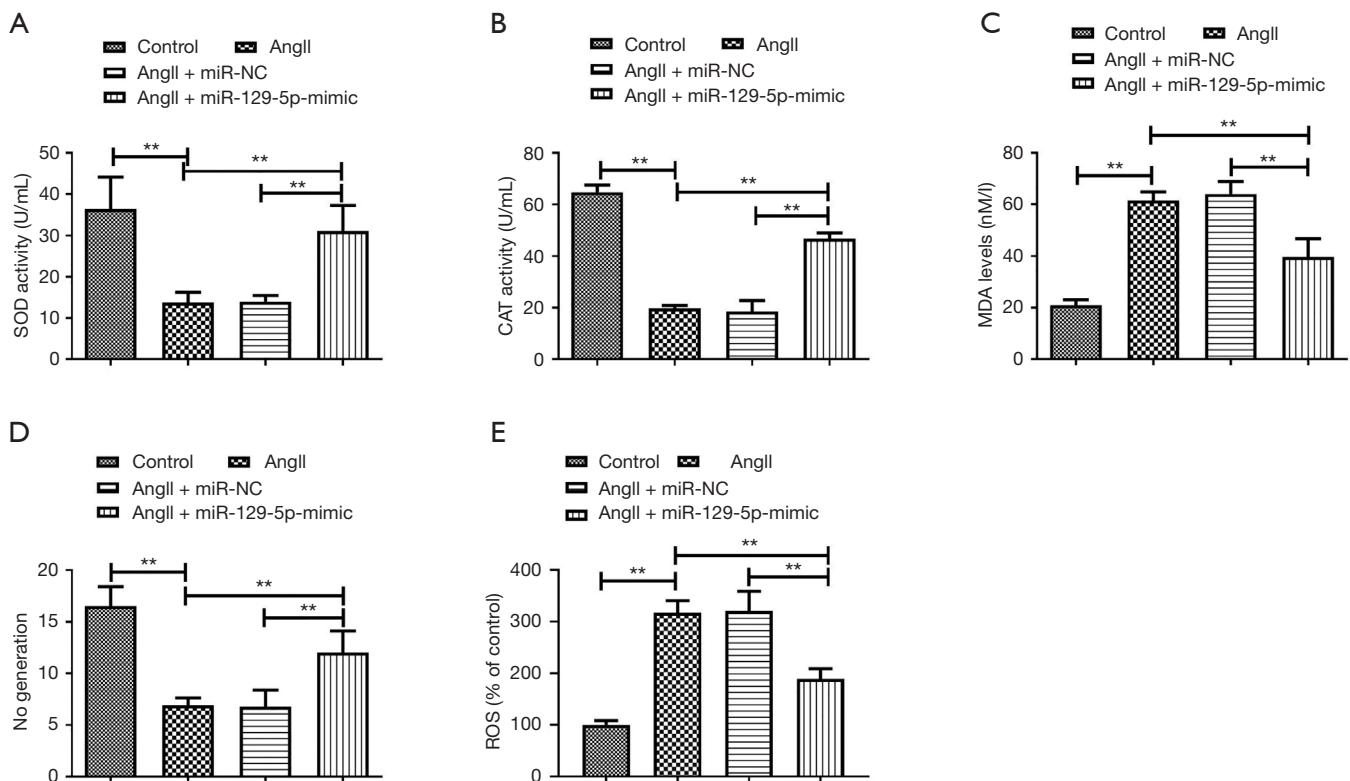 A
Control AngII
AngII + miR-NC
AngII + miR-129-5p-mimic
SOD activity (U/mL)
50
40
30
20
10
0
**
**
**
B
Control AngII
AngII + miR-NC
AngII + miR-129-5p-mimic
CAT activity (U/mL)
80
60
40
20
0
**
**
**
C
Control AngII
AngII + miR-NC
AngII + miR-129-5p-mimic
MDA levels (nM/l)
80
60
40
20
0
**
**
**
D
Control AngII
AngII + miR-NC
AngII + miR-129-5p-mimic
No generation
20
15
10
5
0
**
**
**
E
Control AngII
AngII + miR-NC
AngII + miR-129-5p-mimic
ROS (% of control)
400
300
200
100
0
**
**
**